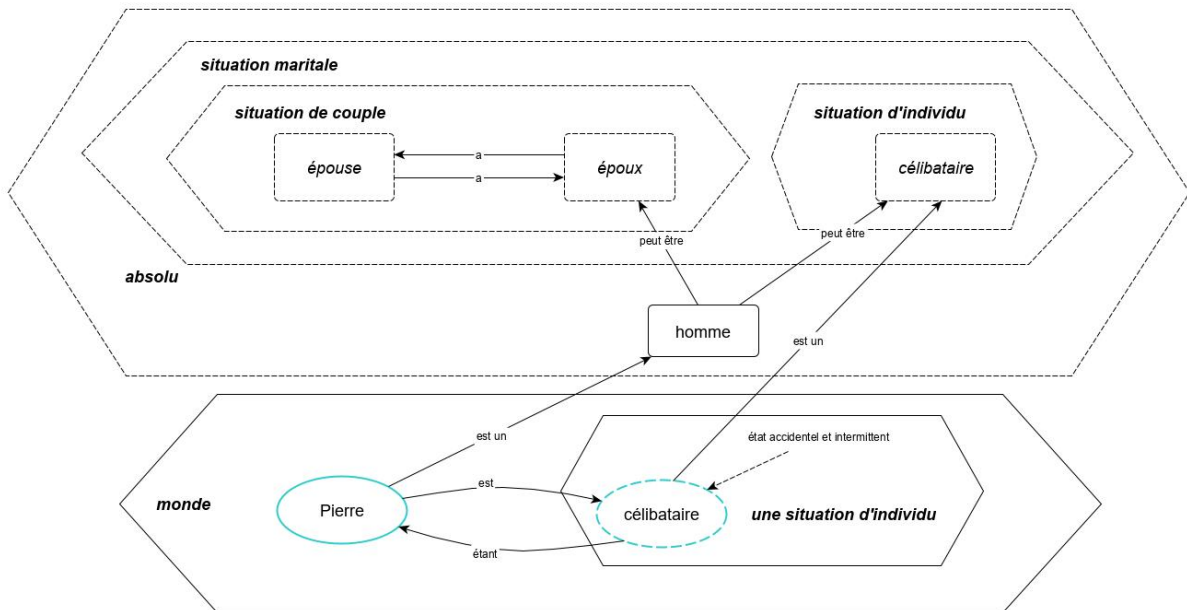 situation maritale
situation de couple
situation d'individu
épouse
a
a
époux
célibataire
peut être
peut être
absolu
homme
est un
est un
état accidentel et intermittent
monde
Pierre
est
célibataire
une situation d'individu
étant